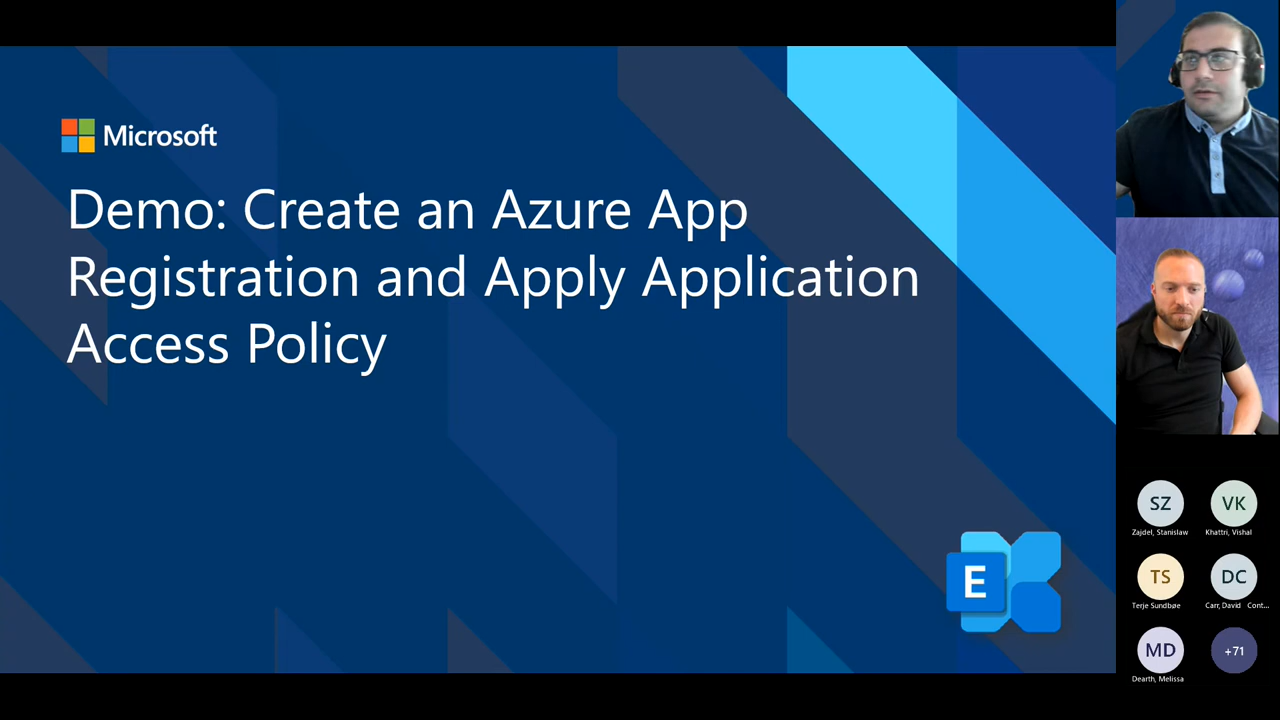 Microsoft
Demo: Create an Azure App
Registration and Apply Application
Access Policy
E
SZ
VK
Zajdel, Stanislaw
Khattri, Vishal
TS
DC
Terje Sundbøe
Carr, David Cont...
MD
+71
Dearth, Melissa